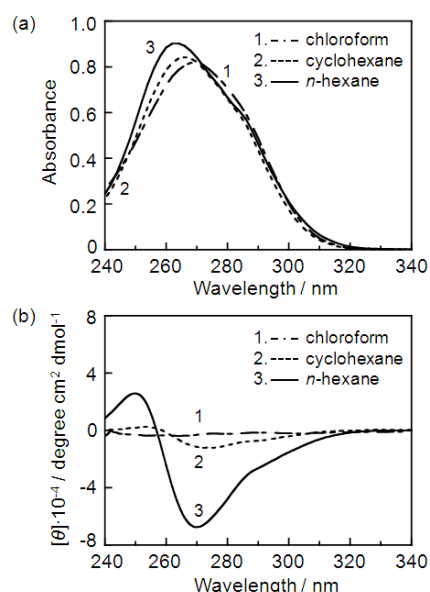 (a)
3
1
2
1. chloroform
2. cyclohexane
3. n-hexane
Absorbance
1.0
0.8
0.6
0.4
0.2
0
240 260 280 300 320 340
Wavelength / nm
(b)
1. chloroform
2. cyclohexane
3. n-hexane
1
2
3
[θ]·10⁻⁴ / degree cm² dmol⁻¹
8
4
0
-4
-8
240 260 280 300 320 340
Wavelength / nm